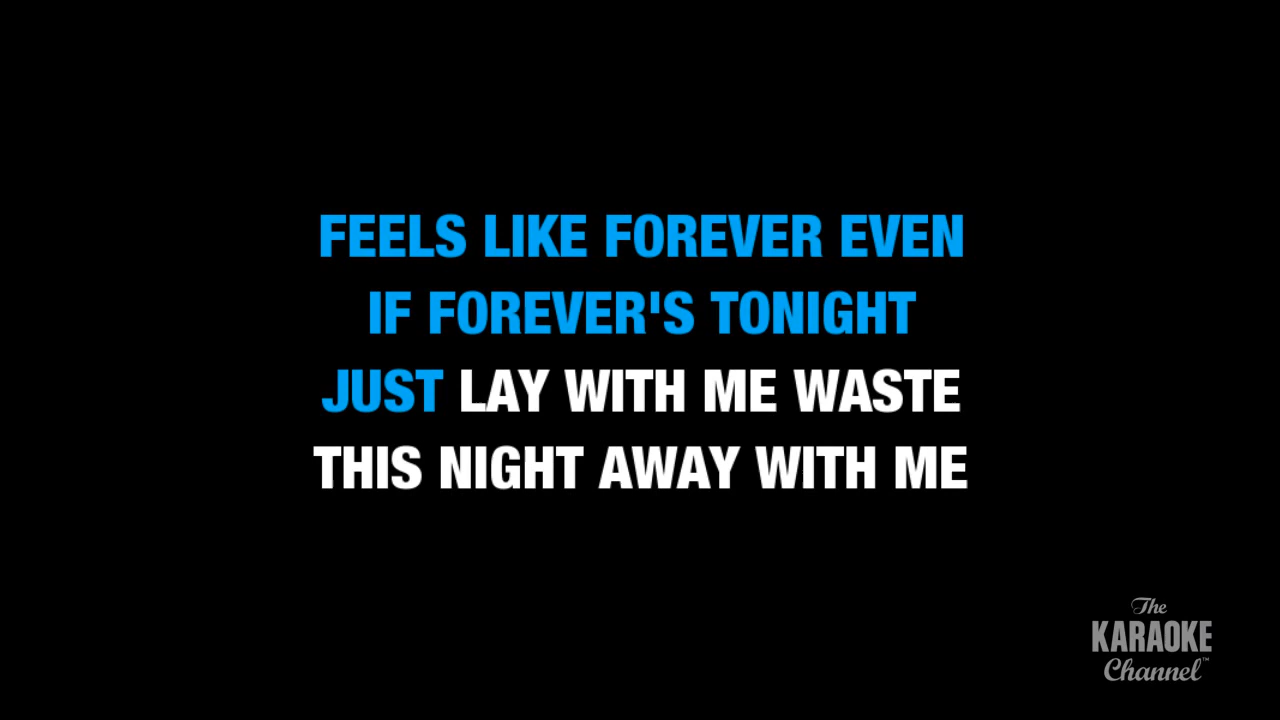 FEELS LIKE FOREVER EVEN
IF FOREVER'S TONIGHT
JUST LAY WITH ME WASTE
THIS NIGHT AWAY WITH ME
The
KARAOKE
Channel™